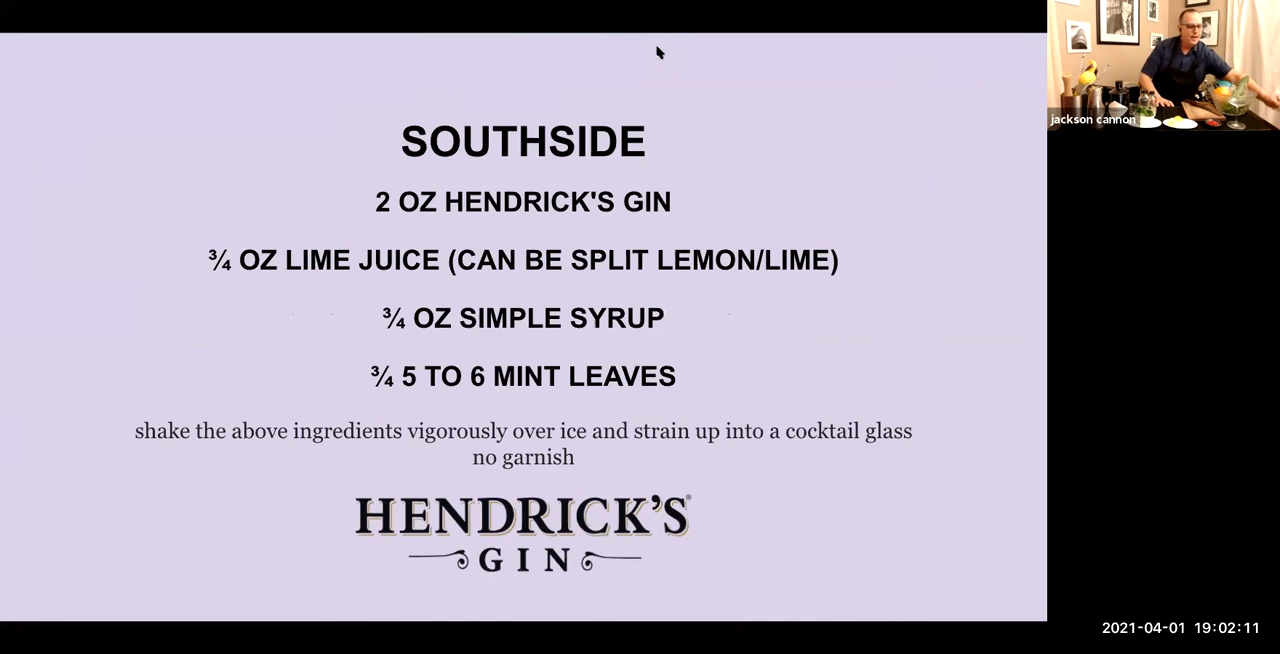 SOUTHSIDE
2 OZ HENDRICK'S GIN
¾ OZ LIME JUICE (CAN BE SPLIT LEMON/LIME)
¾ OZ SIMPLE SYRUP
¾ 5 TO 6 MINT LEAVES
shake the above ingredients vigorously over ice and strain up into a cocktail glass
no garnish
HENDRICK'S®
GIN
jackson cannon
2021-04-01 19:02:11